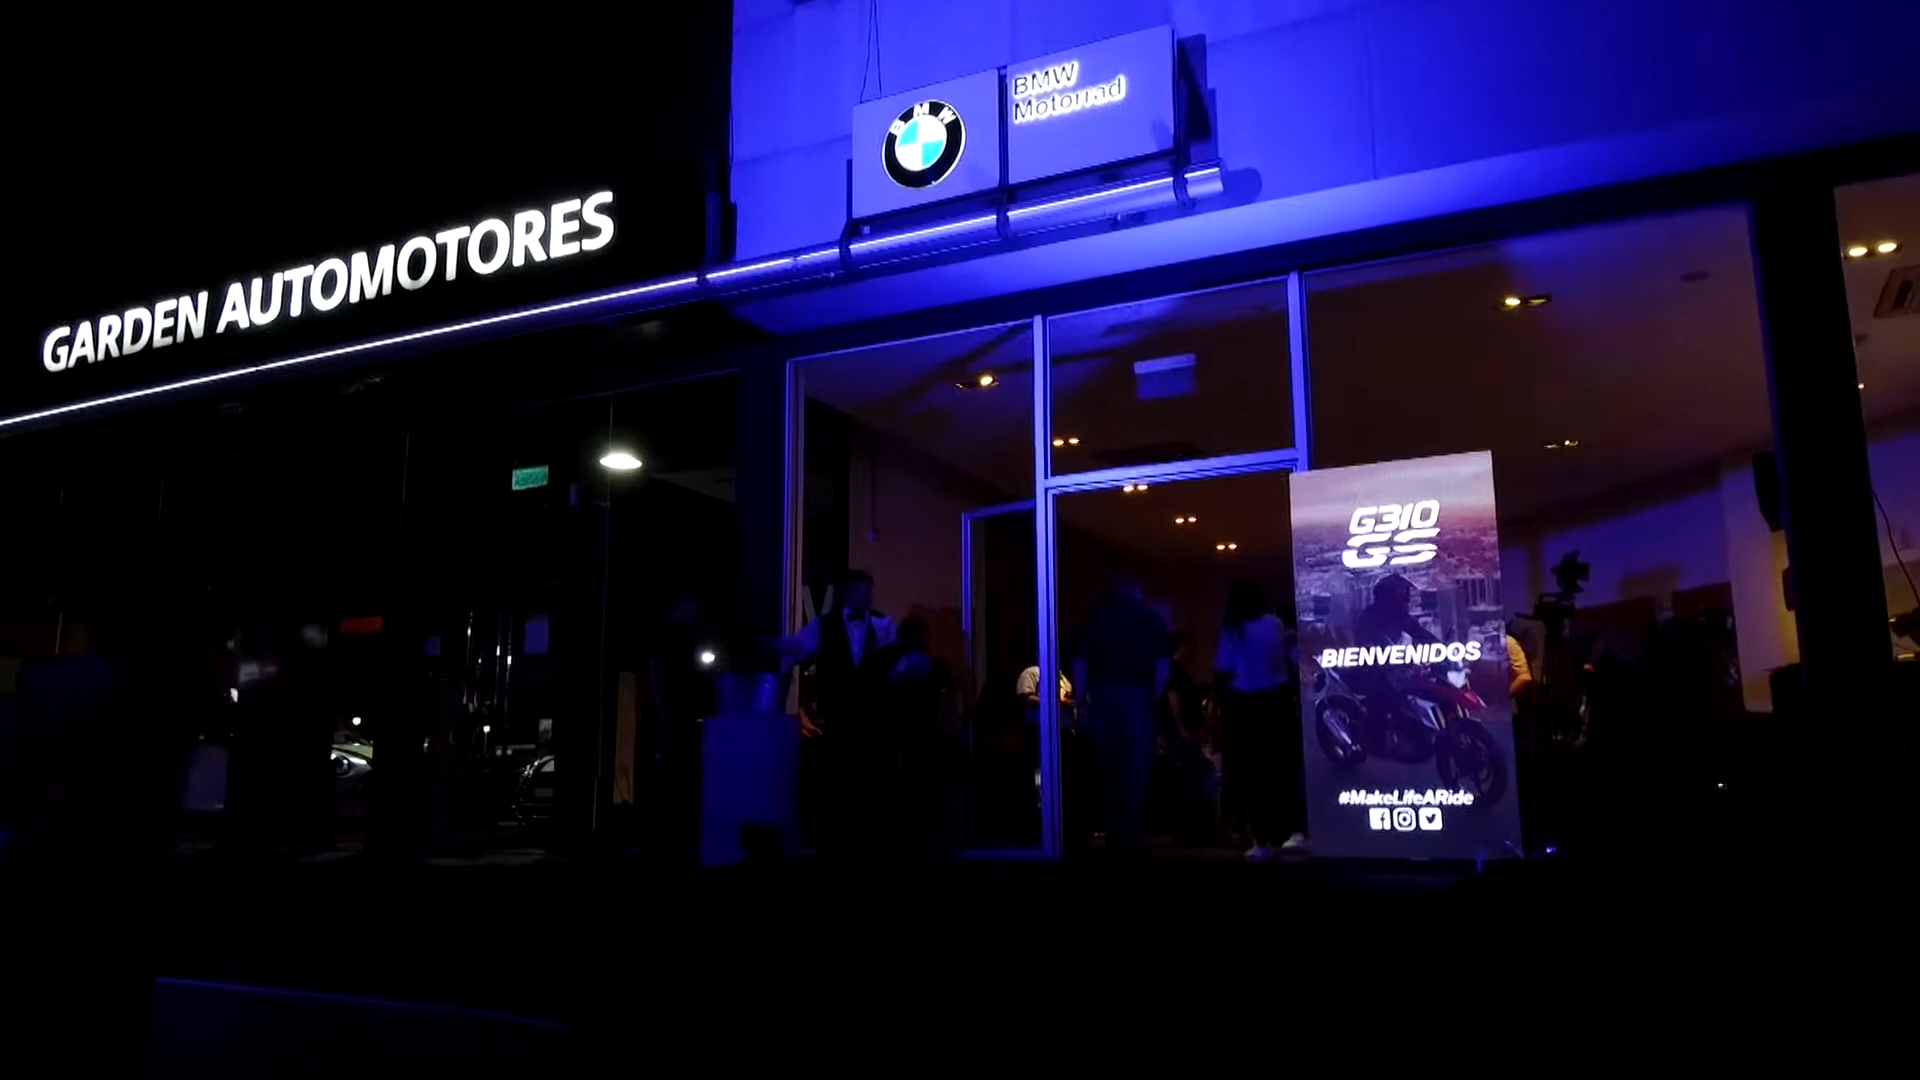 GARDEN AUTOMOTORES
BMW
BMW
Motorrad
G310
GS
BIENVENIDOS
#MakeLifeARide